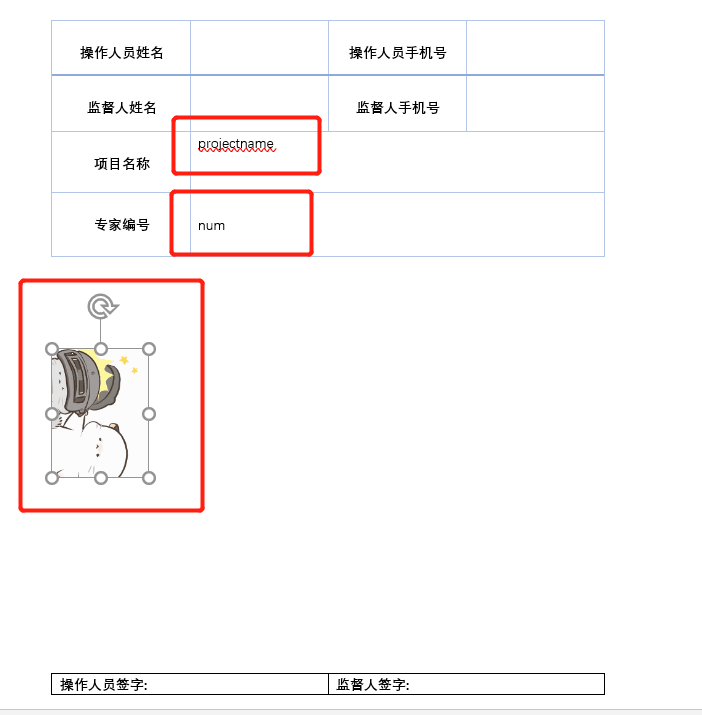 操作人员姓名 操作人员手机号
监督人姓名 监督人手机号
项目名称 projectname
专家编号 num
操作人员签字: 监督人签字: